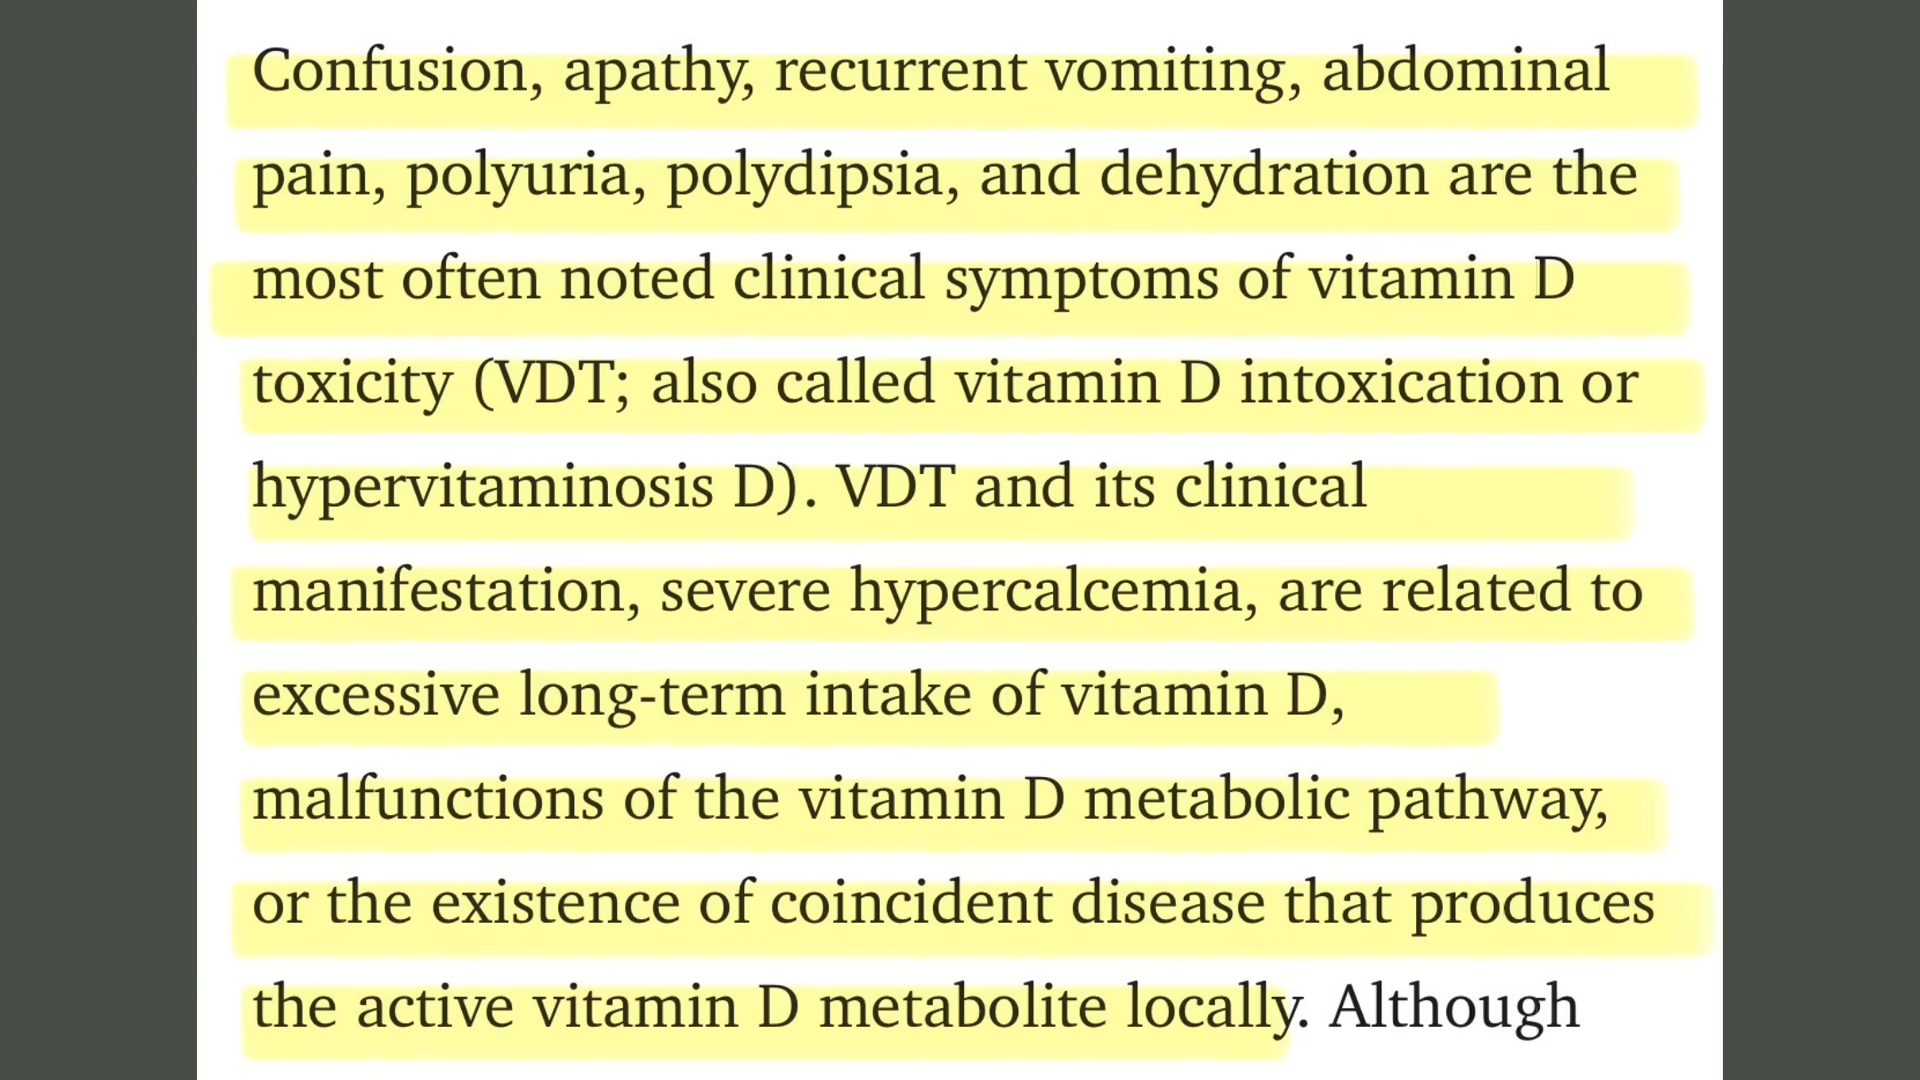 Confusion, apathy, recurrent vomiting, abdominal
pain, polyuria, polydipsia, and dehydration are the
most often noted clinical symptoms of vitamin D
toxicity (VDT; also called vitamin D intoxication or
hypervitaminosis D). VDT and its clinical
manifestation, severe hypercalcemia, are related to
excessive long-term intake of vitamin D,
malfunctions of the vitamin D metabolic pathway,
or the existence of coincident disease that produces
the active vitamin D metabolite locally. Although